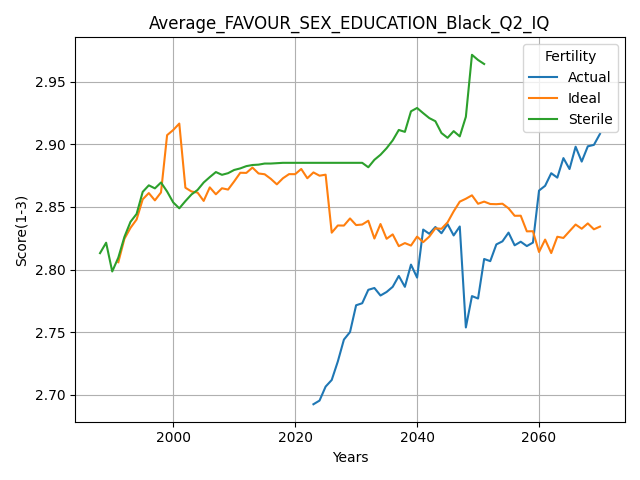 Average_FAVOUR_SEX_EDUCATION_Black_Q2_IQ
Fertility
Actual
Ideal
Sterile
Score(1-3)
2.95
2.90
2.85
2.80
2.75
2.70
2000
2020
2040
2060
Years